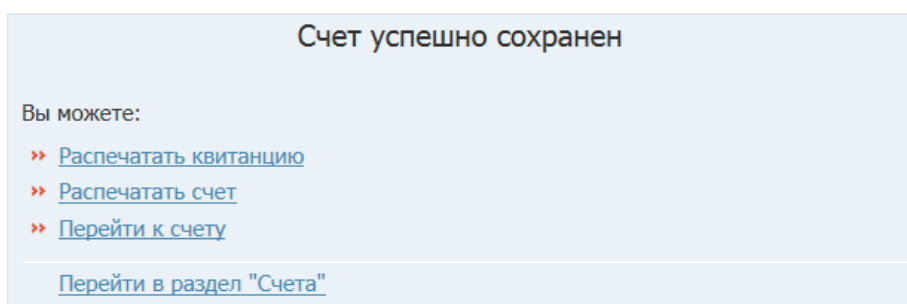 Счет успешно сохранен
Вы можете:
Распечатать квитанцию
Распечатать счет
Перейти к счету
Перейти в раздел "Счета"